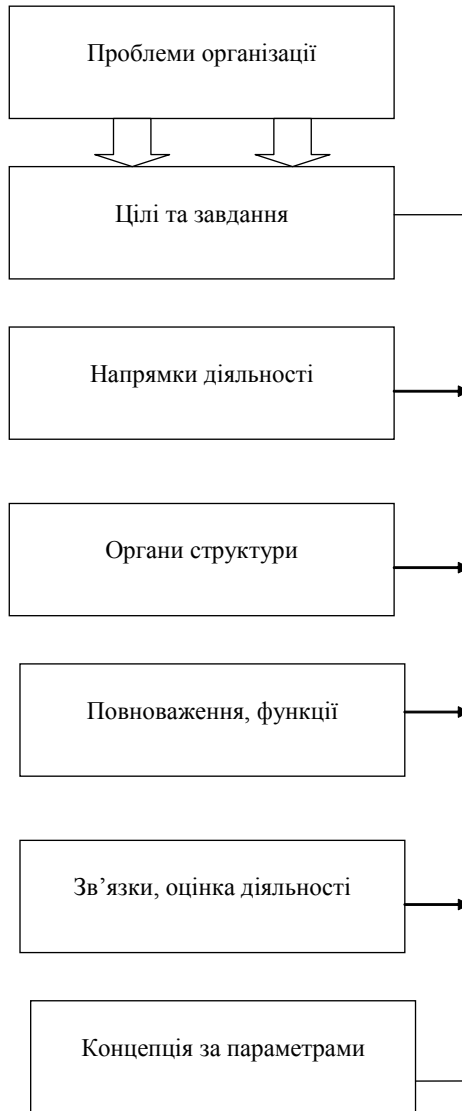 Проблеми організації
Цілі та завдання
Напрямки діяльності
Органи структури
Повноваження, функції
Зв’язки, оцінка діяльності
Концепція за параметрами